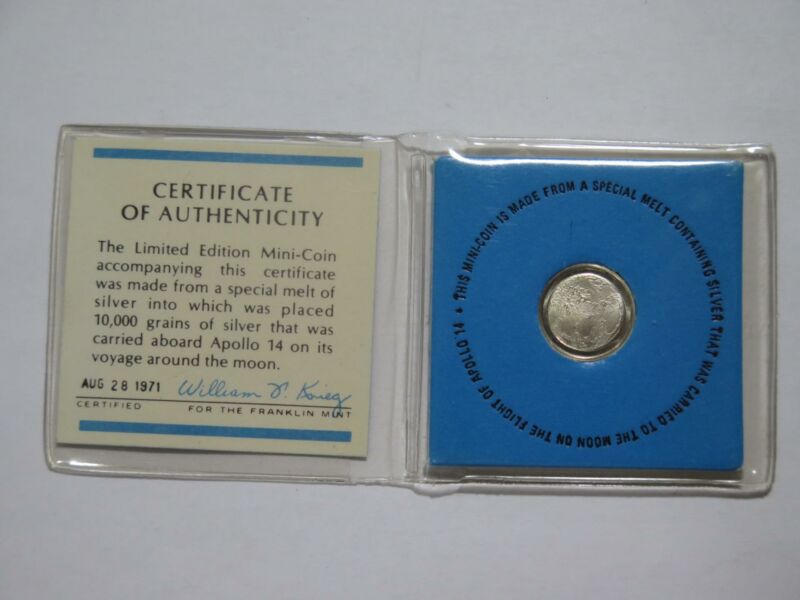 CERTIFICATE
OF AUTHENTICITY
The Limited Edition Mini-Coin
accompanying this certificate
was made from a special melt of
silver into which was placed
10,000 grains of silver that was
carried aboard Apollo 14 on its
voyage around the moon.
AUG 28 1971 William F. Krieg
CERTIFIED FOR THE FRANKLIN MINT
• THIS MINI-COIN IS MADE FROM A SPECIAL MELT CONTAINING SILVER THAT WAS CARRIED TO THE MOON ON THE FLIGHT OF APOLLO 14